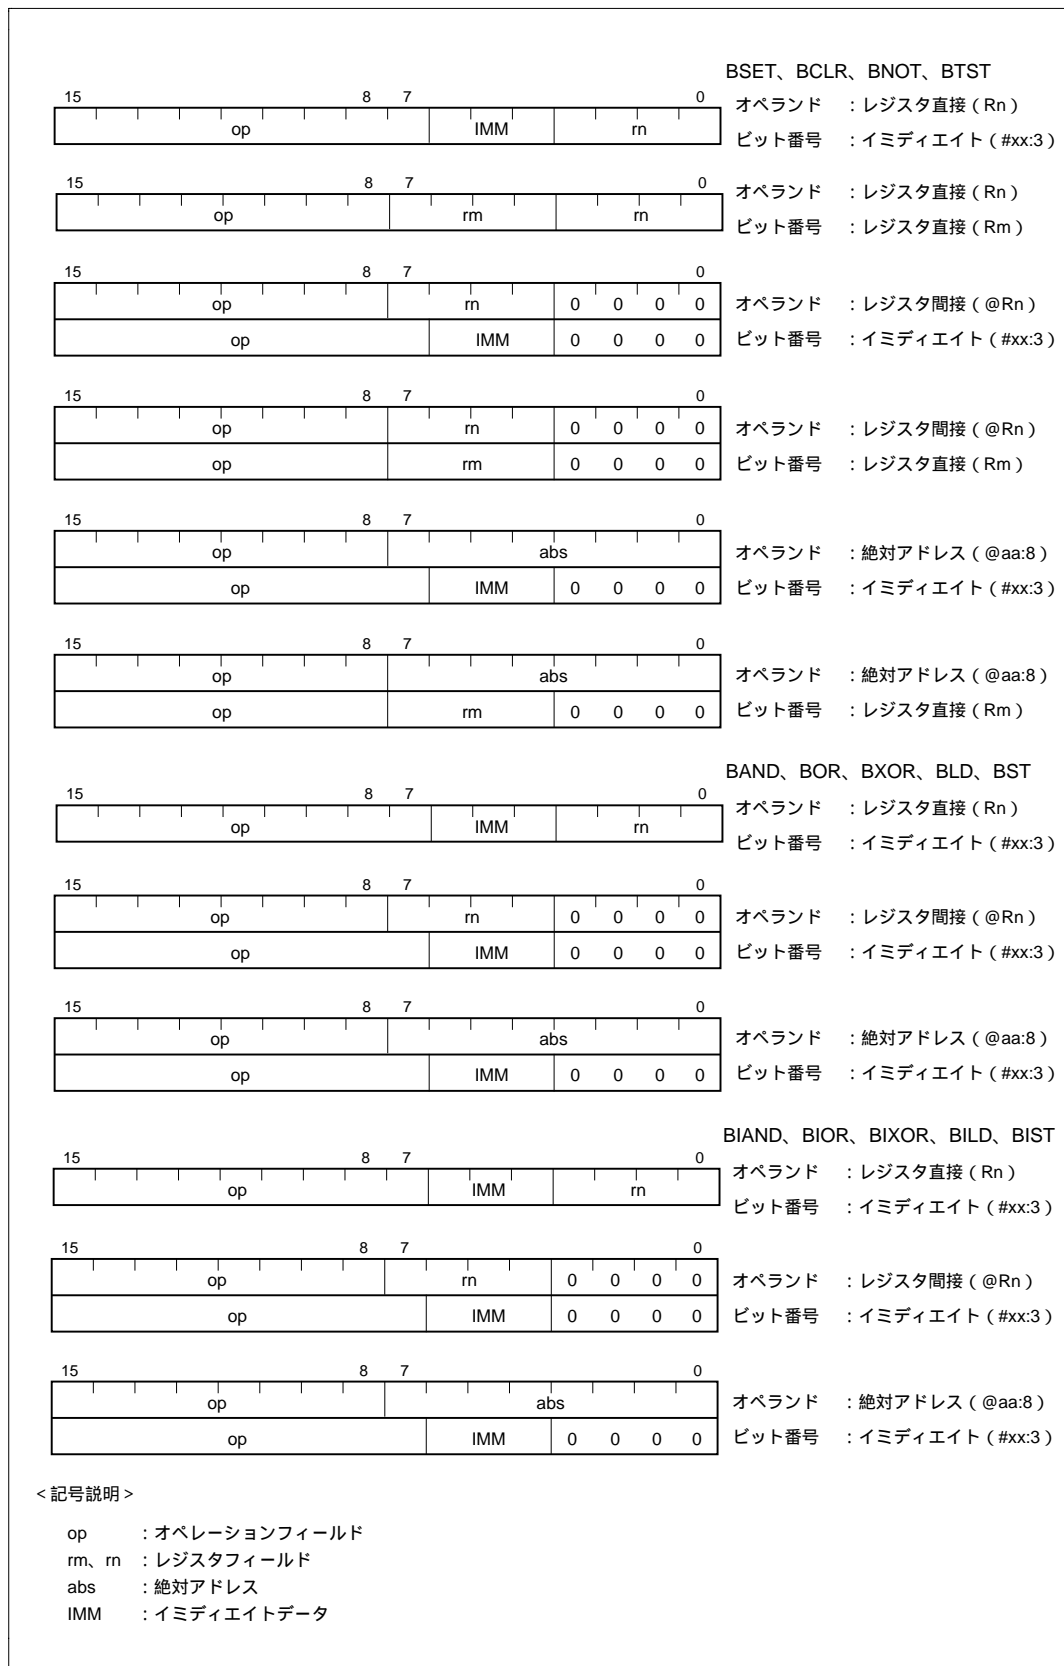 BSET、BCLR、BNOT、BTST
15 8 7 0
op IMM rn
オペランド :レジスタ直接(Rn)
ビット番号 :イミディエイト(#xx:3)
15 8 7 0
op rm rn
オペランド :レジスタ直接(Rn)
ビット番号 :レジスタ直接(Rm)
15 8 7 0
op rn 0 0 0 0 オペランド :レジスタ間接(@Rn)
op IMM 0 0 0 0 ビット番号 :イミディエイト(#xx:3)
15 8 7 0
op rn 0 0 0 0 オペランド :レジスタ間接(@Rn)
op rm 0 0 0 0 ビット番号 :レジスタ直接(Rm)
15 8 7 0
op abs オペランド :絶対アドレス(@aa:8)
op IMM 0 0 0 0 ビット番号 :イミディエイト(#xx:3)
15 8 7 0
op abs オペランド :絶対アドレス(@aa:8)
op rm 0 0 0 0 ビット番号 :レジスタ直接(Rm)
BAND、BOR、BXOR、BLD、BST
15 8 7 0
op IMM rn
オペランド :レジスタ直接(Rn)
ビット番号 :イミディエイト(#xx:3)
15 8 7 0
op rn 0 0 0 0 オペランド :レジスタ間接(@Rn)
op IMM 0 0 0 0 ビット番号 :イミディエイト(#xx:3)
15 8 7 0
op abs オペランド :絶対アドレス(@aa:8)
op IMM 0 0 0 0 ビット番号 :イミディエイト(#xx:3)
BIAND、BIOR、BIXOR、BILD、BIST
15 8 7 0
op IMM rn
オペランド :レジスタ直接(Rn)
ビット番号 :イミディエイト(#xx:3)
15 8 7 0
op rn 0 0 0 0 オペランド :レジスタ間接(@Rn)
op IMM 0 0 0 0 ビット番号 :イミディエイト(#xx:3)
15 8 7 0
op abs オペランド :絶対アドレス(@aa:8)
op IMM 0 0 0 0 ビット番号 :イミディエイト(#xx:3)
<記号説明>
op :オペレーションフィールド
rm、rn :レジスタフィールド
abs :絶対アドレス
IMM :イミディエイトデータ